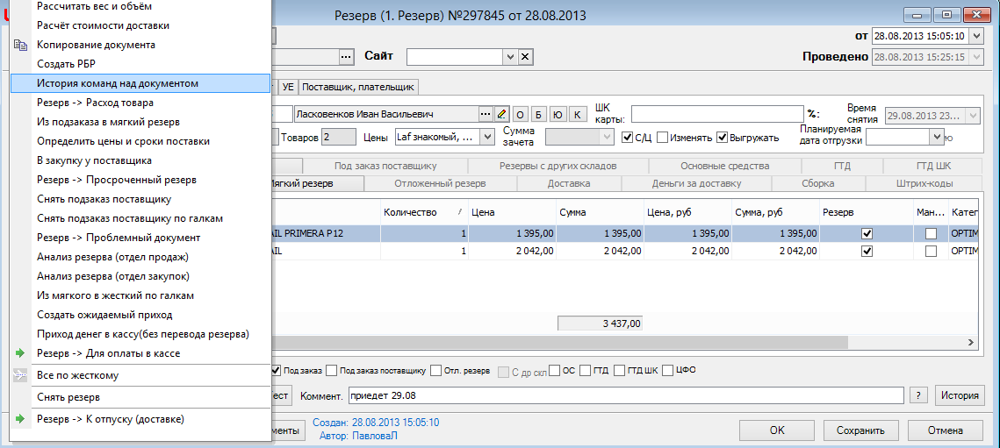 Резерв (1. Резерв) №297845 от 28.08.2013
Рассчитать вес и объём
Расчёт стоимости доставки
Копирование документа
Создать РБР
История команд над документом
Резерв -> Расход товара
Из подзаказа в мягкий резерв
Определить цены и сроки поставки
В закупку у поставщика
Резерв -> Просроченный резерв
Снять подзаказ поставщику
Снять подзаказ поставщику по галкам
Резерв -> Проблемный документ
Анализ резерва (отдел продаж)
Анализ резерва (отдел закупок)
Из мягкого в жесткий по галкам
Создать ожидаемый приход
Приход денег в кассу(без перевода резерва)
Резерв -> Для оплаты в кассе
Все по жесткому
Снять резерв
Резерв -> К отпуску (доставке)
от 28.08.2013 15:05:10
... Сайт Проведено 28.08.2013 15:25:15
УЕ Поставщик, плательщик
Ласковенков Иван Васильевич ... О Б Ю К ШК карты: %: Время снятия 29.08.2013 23...
Товаров 2 Цены Laf знакомый, ... Сумма зачета С/Ц Изменять Выгружать Планируемая дата отгрузки ую
Под заказ поставщику Резервы с других складов Основные средства ГТД ГТД ШК
Мягкий резерв Отложенный резерв Доставка Деньги за доставку Сборка Штрих-коды
Количество / Цена Сумма Цена, руб Сумма, руб Резерв Ман... Катег
AIL PRIMERA P12 1 1 395,00 1 395,00 1 395,00 1 395,00 OPTIM
AIL 1 2 042,00 2 042,00 2 042,00 2 042,00 OPTIM
3 437,00
Под заказ Под заказ поставщику Отл. резерв С др скл ОС ГТД ГТД ШК ЦФО
ест Коммент. приедет 29.08 ? История
менты Создан: 28.08.2013 15:05:10 OK Сохранить Отмена
Автор: ПавловаЛ